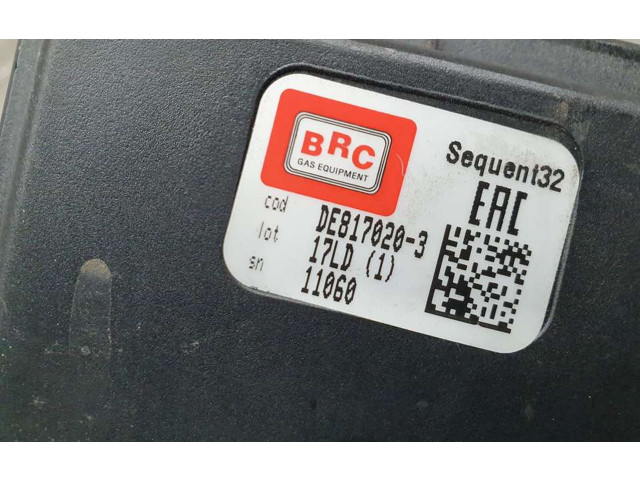 BRC
GAS EQUIPMENT
Sequent32
EAC
cod DE817020-3
lot 17LD (1)
sn 11060